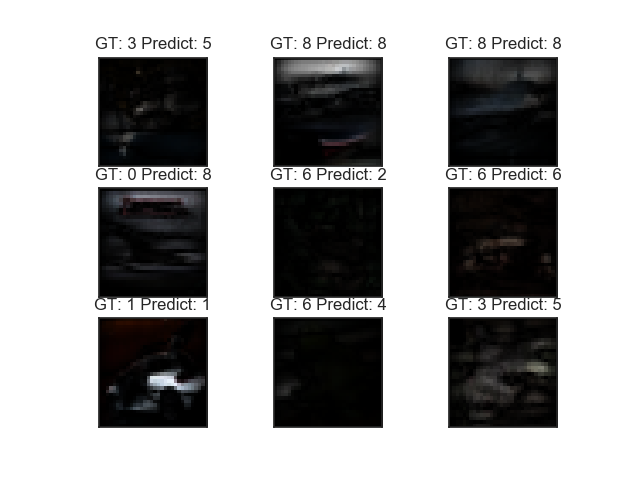 GT: 3 Predict: 5
GT: 8 Predict: 8
GT: 8 Predict: 8
GT: 0 Predict: 8
GT: 6 Predict: 2
GT: 6 Predict: 6
GT: 1 Predict: 1
GT: 6 Predict: 4
GT: 3 Predict: 5